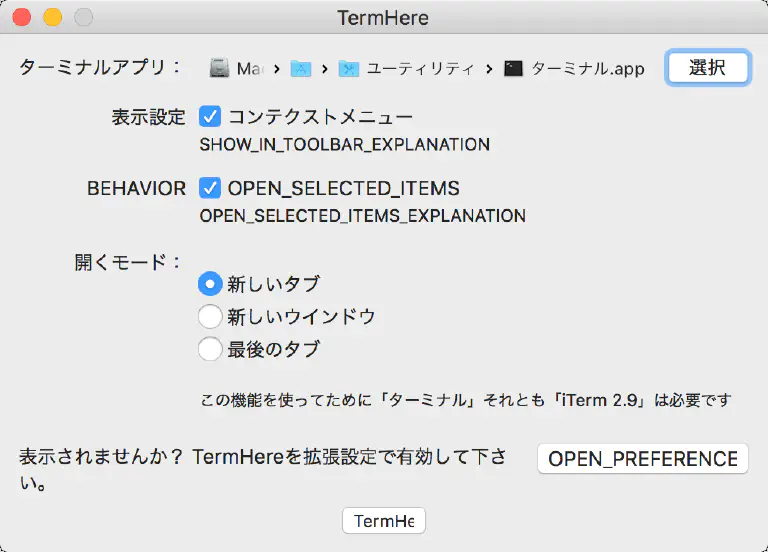 TermHere
ターミナルアプリ： Ma › › ユーティリティ › ターミナル.app 選択
表示設定 コンテクストメニュー
SHOW_IN_TOOLBAR_EXPLANATION
BEHAVIOR OPEN_SELECTED_ITEMS
OPEN_SELECTED_ITEMS_EXPLANATION
開くモード：
新しいタブ
新しいウインドウ
最後のタブ
この機能を使ってために「ターミナル」それとも「iTerm 2.9」は必要です
表示されませんか？ TermHereを拡張設定で有効して下さ
い。
OPEN_PREFERENCE
TermHe